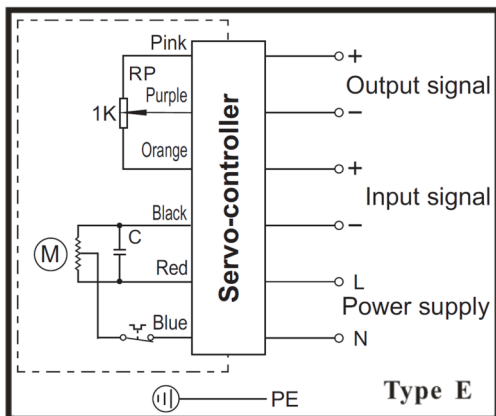 Pink
RP
Purple
1K
Orange
Black
C
M
Red
Blue
Servo-controller
+
Output signal
−
+
Input signal
−
L
Power supply
N
PE
Type E